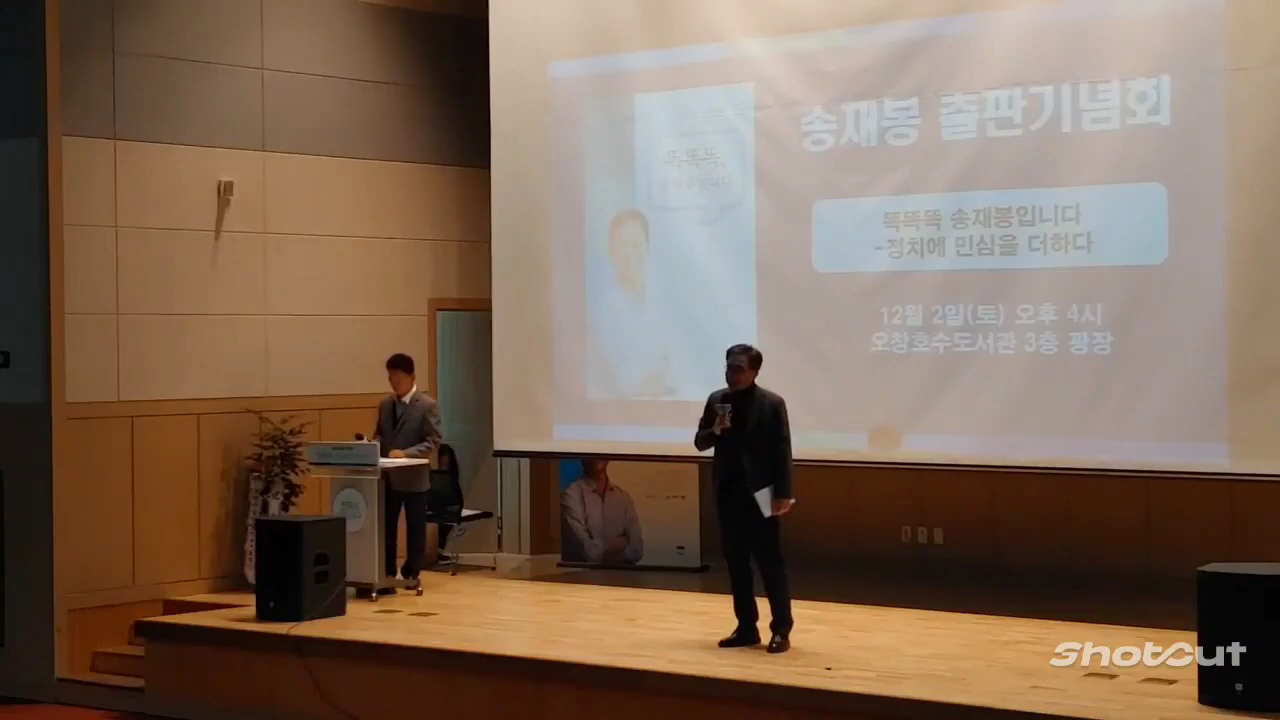 송재봉 출판기념회
똑똑똑,
똑똑똑 송재봉입니다
-정치에 민심을 더하다
12월 2일(토) 오후 4시
오창호수도서관 3층 광장
Shotcut